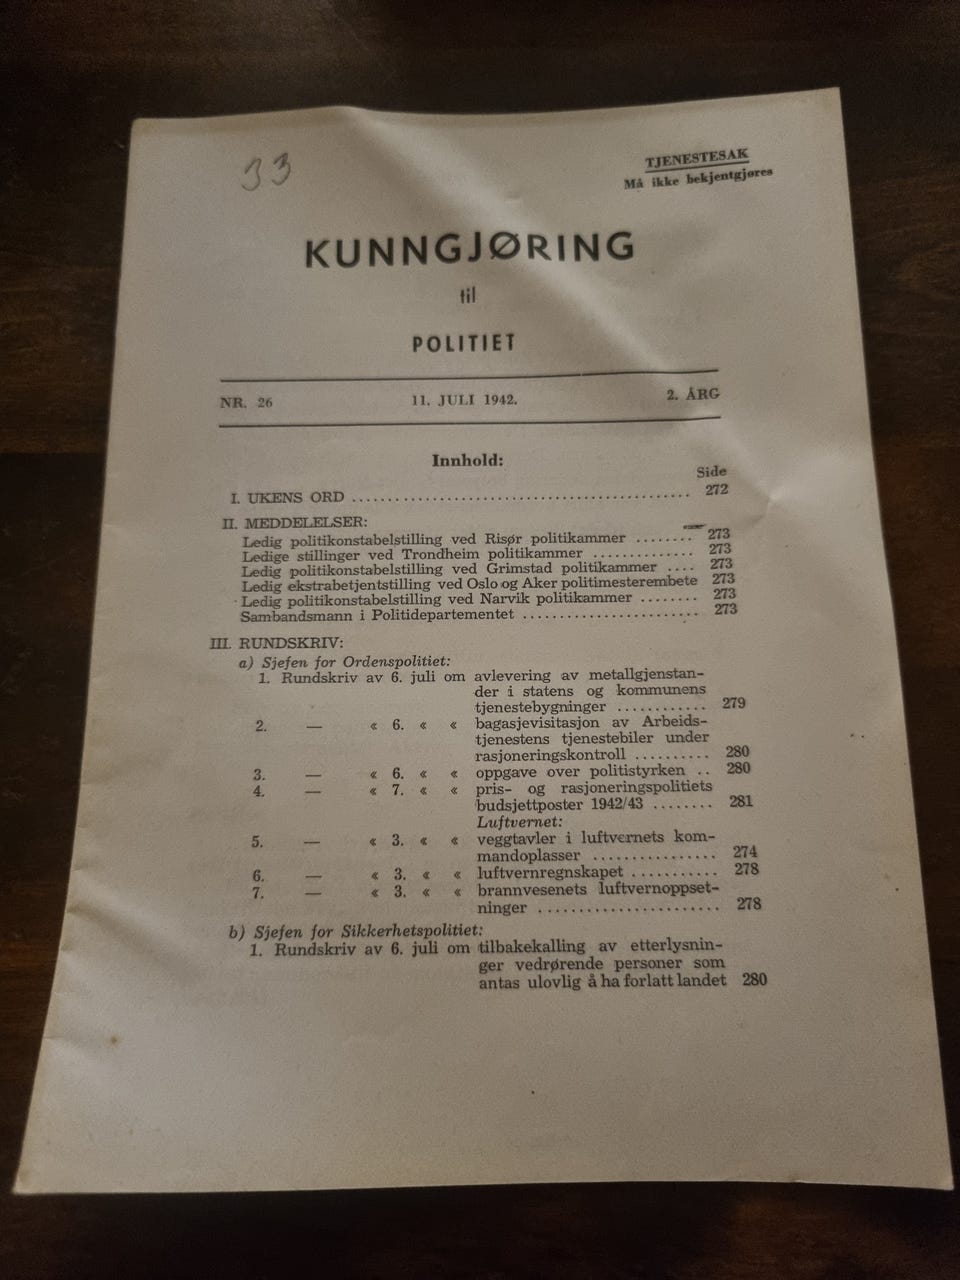 33
TJENESTESAK
Må ikke bekjentgjøres
KUNNGJØRING
til
POLITIET
NR. 26 11. JULI 1942. 2. ÅRG
Innhold:
Side
I. UKENS ORD ................................................ 272
II. MEDDELELSER:
Ledig politikonstabelstilling ved Risør politikammer ........ 273
Ledige stillinger ved Trondheim politikammer .............. 273
Ledig politikonstabelstilling ved Grimstad politikammer .... 273
Ledig ekstrabetjentstilling ved Oslo og Aker politimesterembete 273
Ledig politikonstabelstilling ved Narvik politikammer ........ 273
Sambandsmann i Politidepartementet ......................... 273
III. RUNDSKRIV:
a) Sjefen for Ordenspolitiet:
1. Rundskriv av 6. juli om avlevering av metallgjenstan-
der i statens og kommunens
tjenestebygninger ............ 279
2. — « 6. « « bagasjevisitasjon av Arbeids-
tjenestens tjenestebiler under
rasjoneringskontroll .......... 280
3. — « 6. « « oppgave over politistyrken .. 280
4. — « 7. « « pris- og rasjoneringspolitiets
budsjettposter 1942/43 ........ 281
Luftvernet:
5. — « 3. « « veggtavler i luftvernets kom-
mandoplasser ................ 274
6. — « 3. « « luftvernregnskapet ........... 278
7. — « 3. « « brannvesenets luftvernoppset-
ninger ....................... 278
b) Sjefen for Sikkerhetspolitiet:
1. Rundskriv av 6. juli om tilbakekalling av etterlysnin-
ger vedrørende personer som
antas ulovlig å ha forlatt landet 280